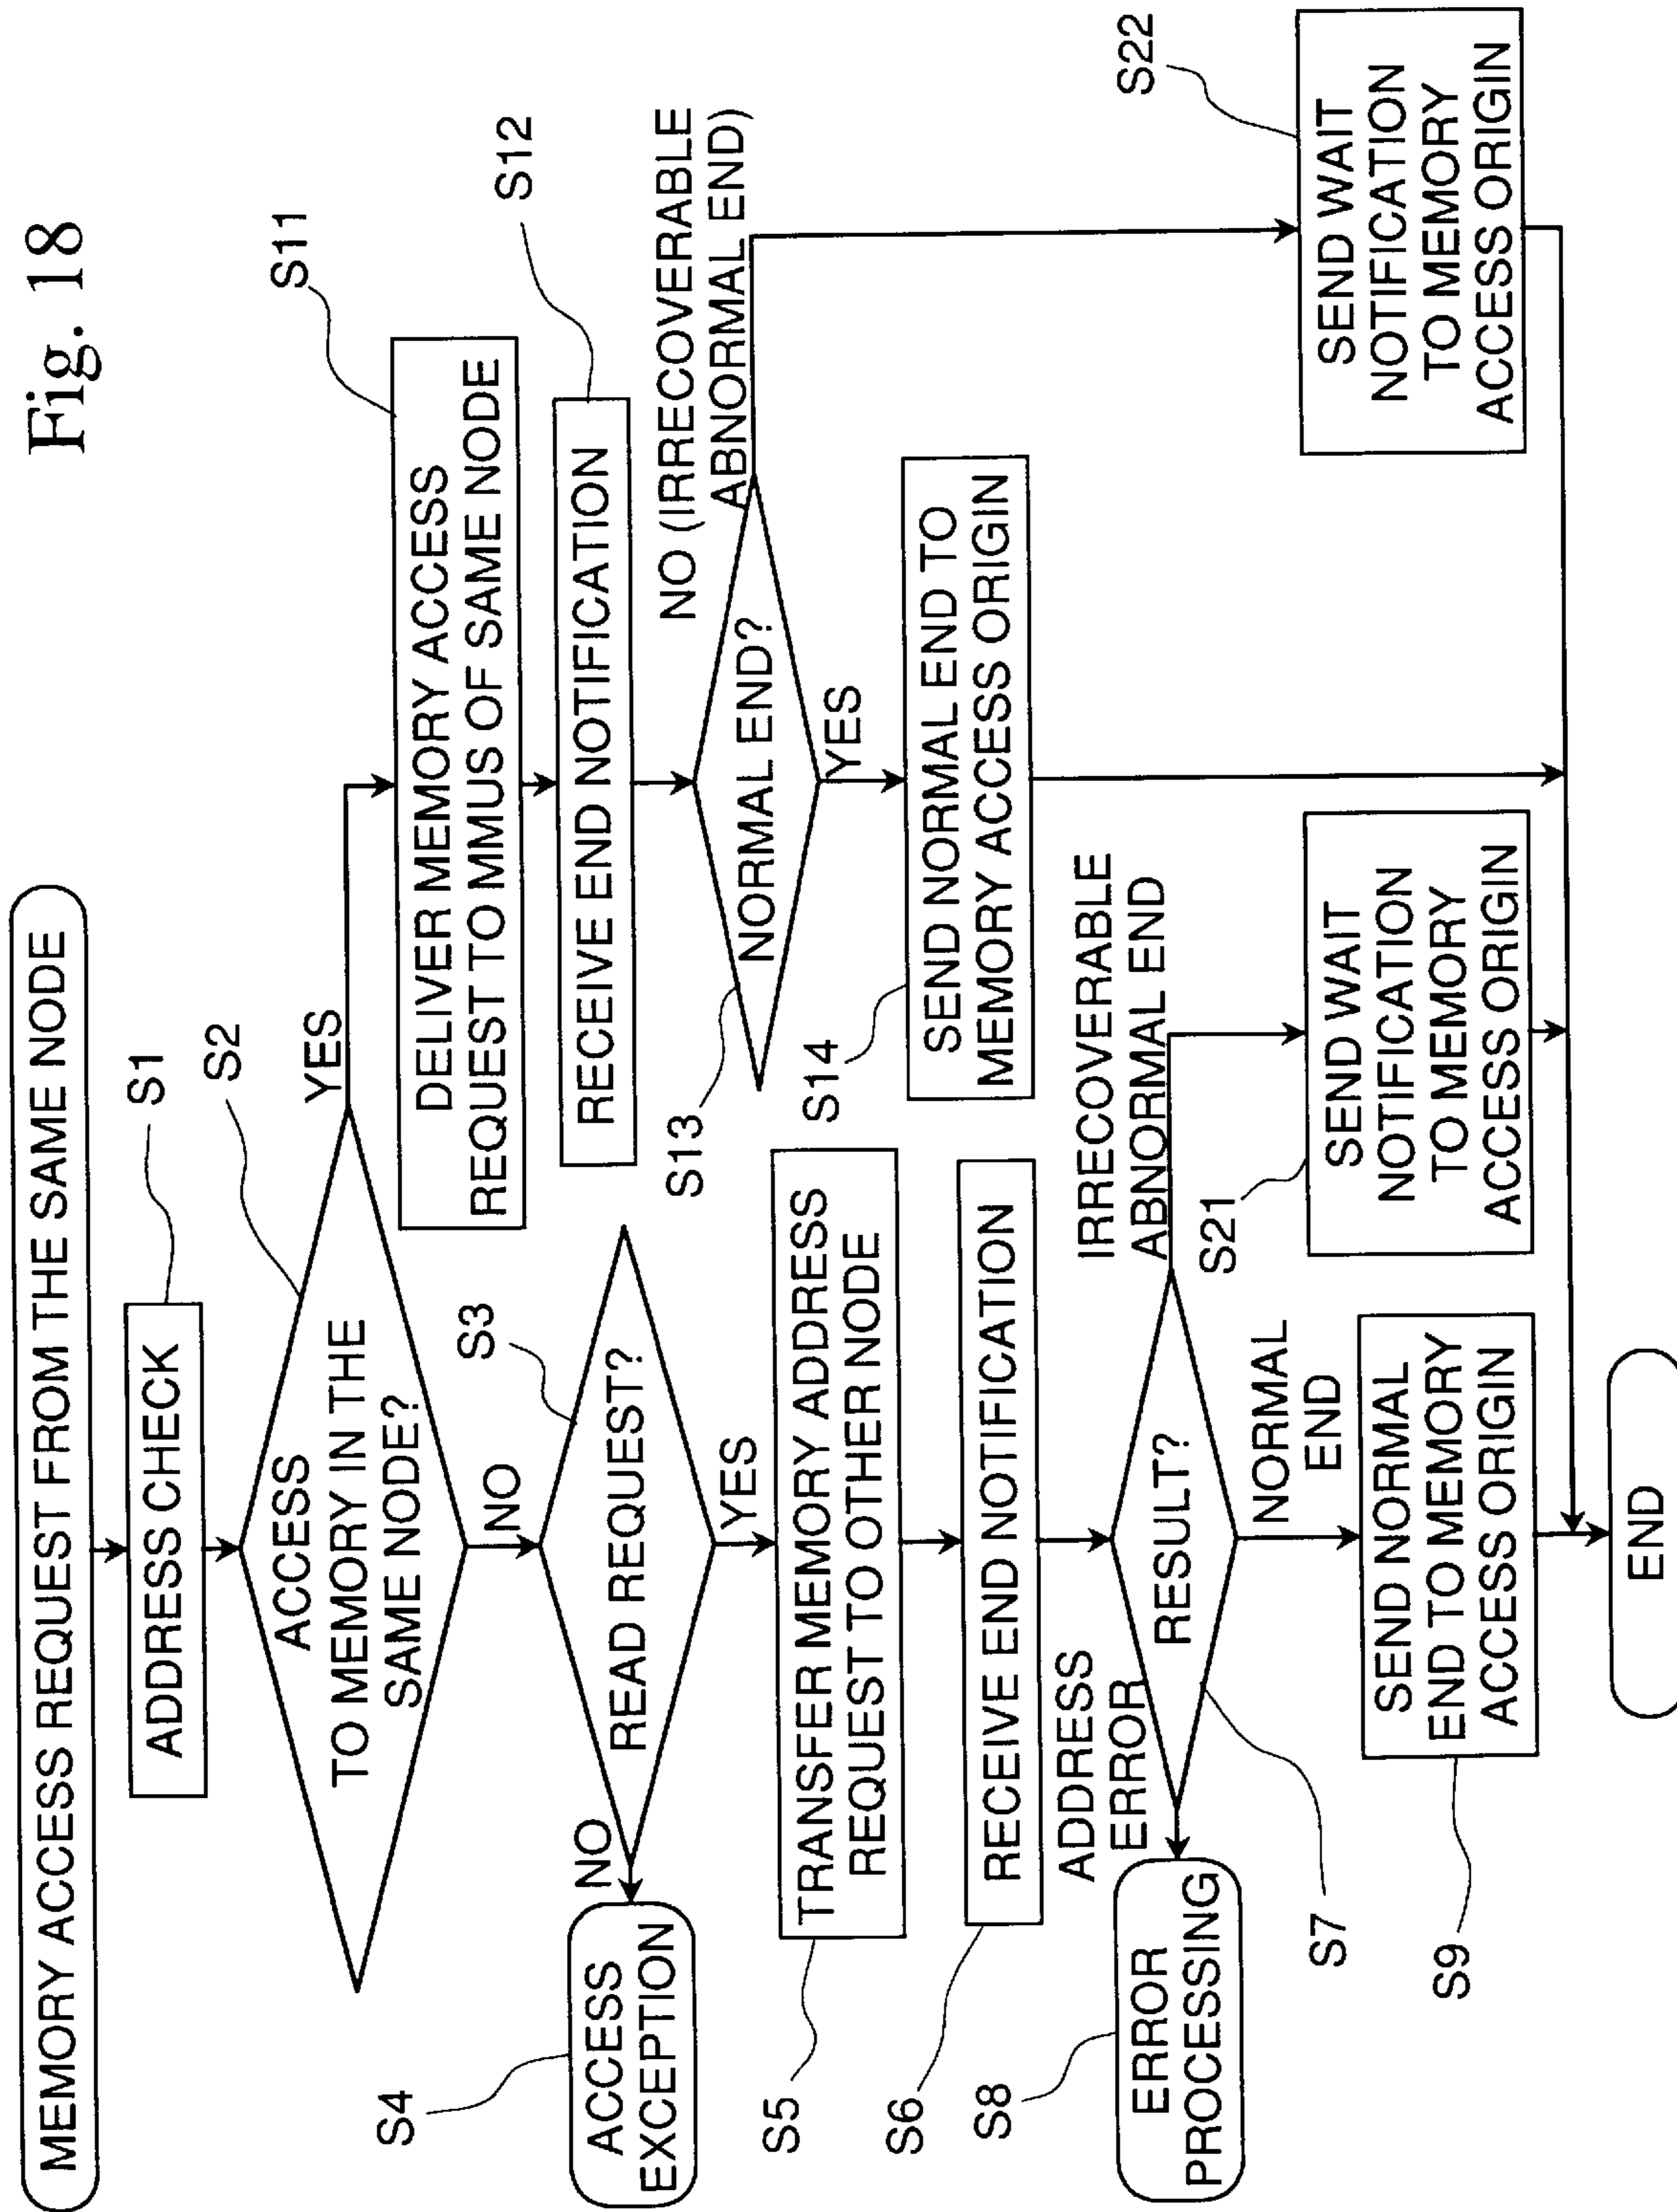 Fig. 18
MEMORY ACCESS REQUEST FROM THE SAME NODE
ADDRESS CHECK
S1
ACCESS
TO MEMORY IN THE
SAME NODE?
S2
YES
NO
READ REQUEST?
S3
NO
YES
ACCESS
EXCEPTION
S4
TRANSFER MEMORY ADDRESS
REQUEST TO OTHER NODE
S5
RECEIVE END NOTIFICATION
S6
RESULT?
S7
ADDRESS
ERROR
ERROR
PROCESSING
S8
NORMAL
END
SEND NORMAL
END TO MEMORY
ACCESS ORIGIN
S9
IRRECOVERABLE
ABNORMAL END
S21
SEND WAIT
NOTIFICATION
TO MEMORY
ACCESS ORIGIN
DELIVER MEMORY ACCESS
REQUEST TO MMUS OF SAME NODE
S11
RECEIVE END NOTIFICATION
S12
NORMAL END?
S13
YES
NO (IRRECOVERABLE
ABNORMAL END)
SEND NORMAL END TO
MEMORY ACCESS ORIGIN
S14
SEND WAIT
NOTIFICATION
TO MEMORY
ACCESS ORIGIN
S22
END